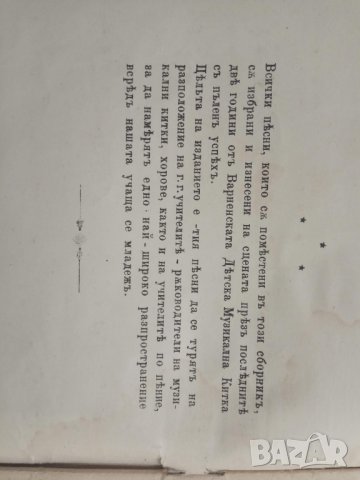 * * *
Всички пѣсни, които сѫ помѣстени въ този сборникъ,
сѫ избрани и изнесени на сцената прѣзъ послѣднитѣ
двѣ години отъ Варненската Дѣтска Музикална Китка
съ пъленъ успѣхъ.
Цѣльта на изданието е -тия пѣсни да се турятъ на
разположение на г. г. учителитѣ - рѫководители на музи-
кални китки, хорове, както и на учителитѣ по пѣние,
за да намѣрятъ едно най-широко разпространение
всрѣдъ нашата учаща се младежъ.
BAZAR